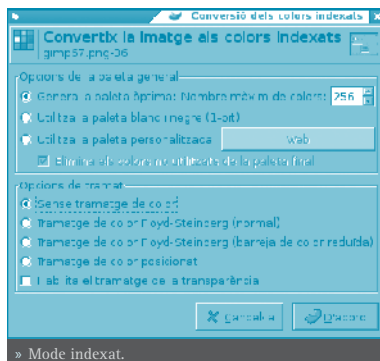 Conversió dels colors indexats
Convertix la imatge als colors indexats
gimp57.png-36
Opcions de la paleta general
Genera la paleta òptima: Nombre màxim de colors: 256
Utilitza la paleta blanc i negre (1-bit)
Utilitza la paleta personalitzada Web
Elimina els colors no utilitzats de la paleta final
Opcions de tramat
Sense tramatge de color
Tramatge de color Floyd-Steinberg (normal)
Tramatge de color Floyd-Steinberg (barreja de color reduïda)
Tramatge de color posicionat
Habilita el tramatge de la transparència
Cancel·la D'acord
» Mode indexat.